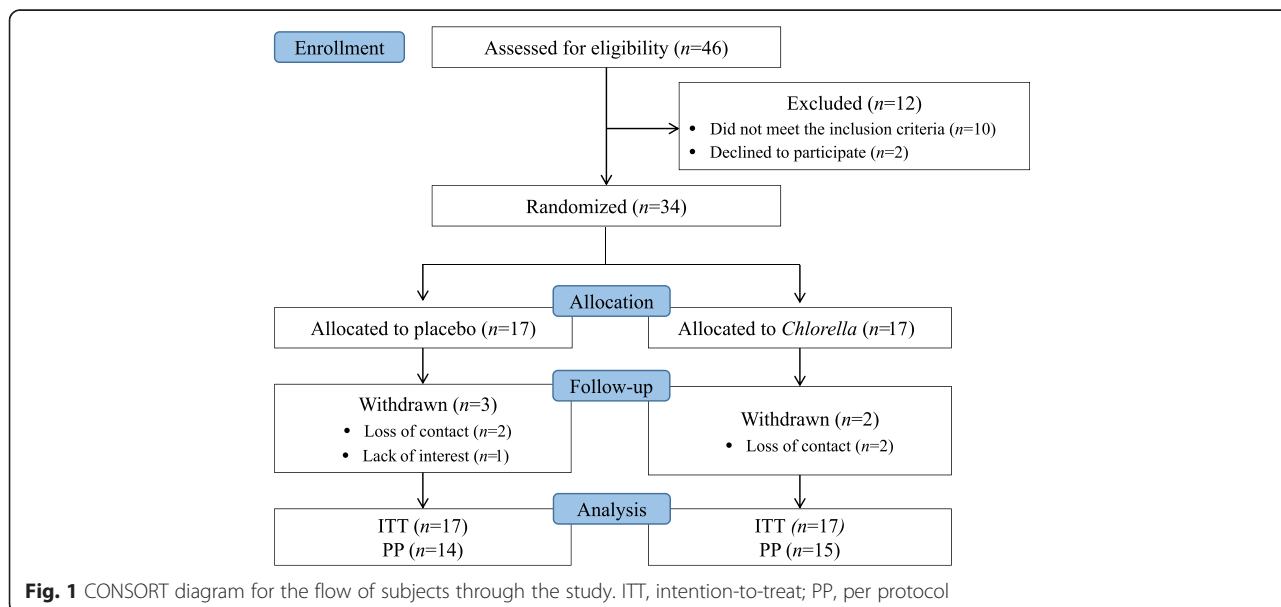 Enrollment
Assessed for eligibility (n=46)
Excluded (n=12)
• Did not meet the inclusion criteria (n=10)
• Declined to participate (n=2)
Randomized (n=34)
Allocation
Allocated to placebo (n=17)
Allocated to Chlorella (n=17)
Follow-up
Withdrawn (n=3)
• Loss of contact (n=2)
• Lack of interest (n=1)
Withdrawn (n=2)
• Loss of contact (n=2)
Analysis
ITT (n=17)
PP (n=14)
ITT (n=17)
PP (n=15)
Fig. 1 CONSORT diagram for the flow of subjects through the study. ITT, intention-to-treat; PP, per protocol